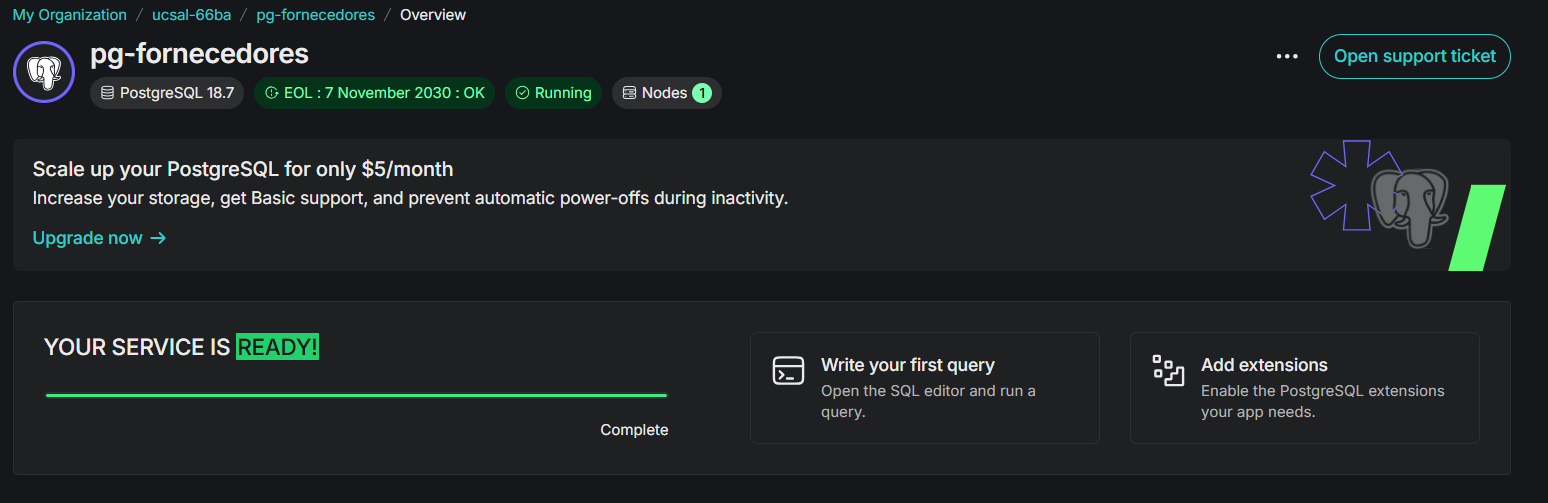 My Organization / ucsal-66ba / pg-fornecedores / Overview
pg-fornecedores
Open support ticket
PostgreSQL 18.7 EOL : 7 November 2030 : OK Running Nodes 1
Scale up your PostgreSQL for only $5/month
Increase your storage, get Basic support, and prevent automatic power-offs during inactivity.
Upgrade now →
YOUR SERVICE IS READY!
Complete
Write your first query
Open the SQL editor and run a
query.
Add extensions
Enable the PostgreSQL extensions
your app needs.